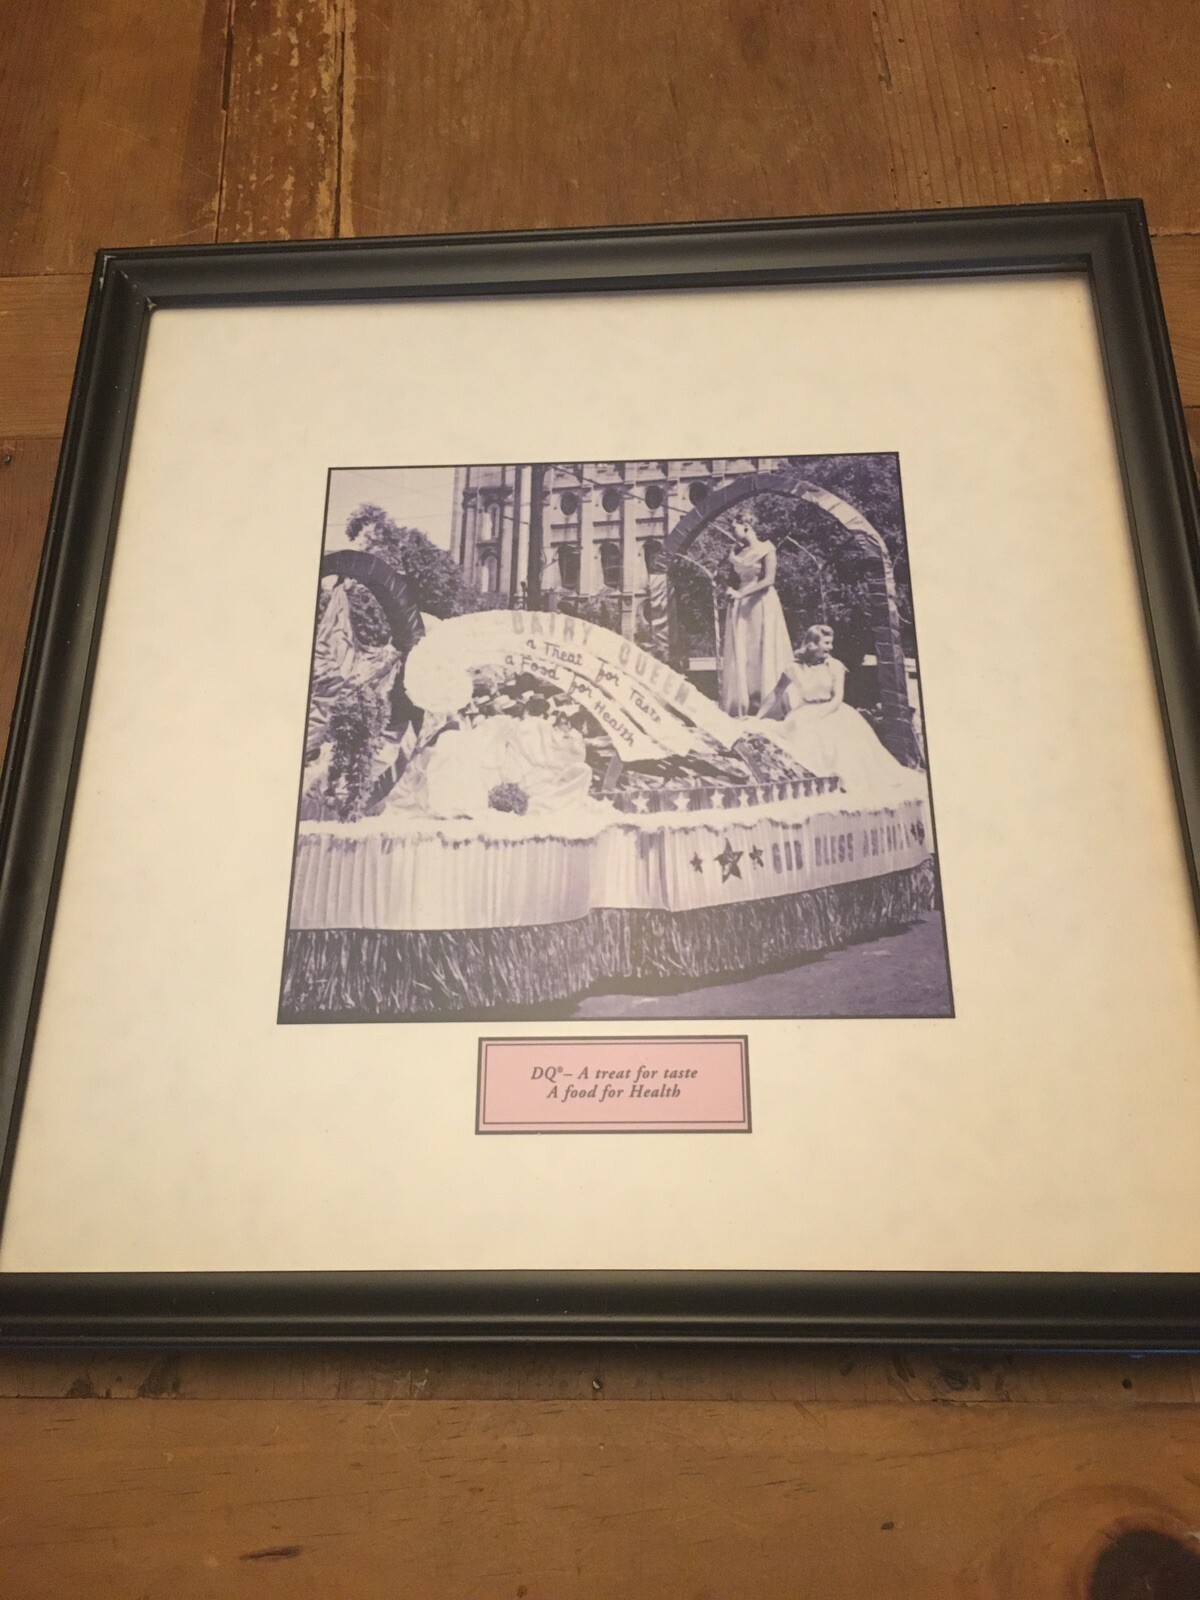 DAIRY QUEEN
a Treat for Taste
a Food for Health
GOD BLESS AMERICA
DQ®– A treat for taste
A food for Health